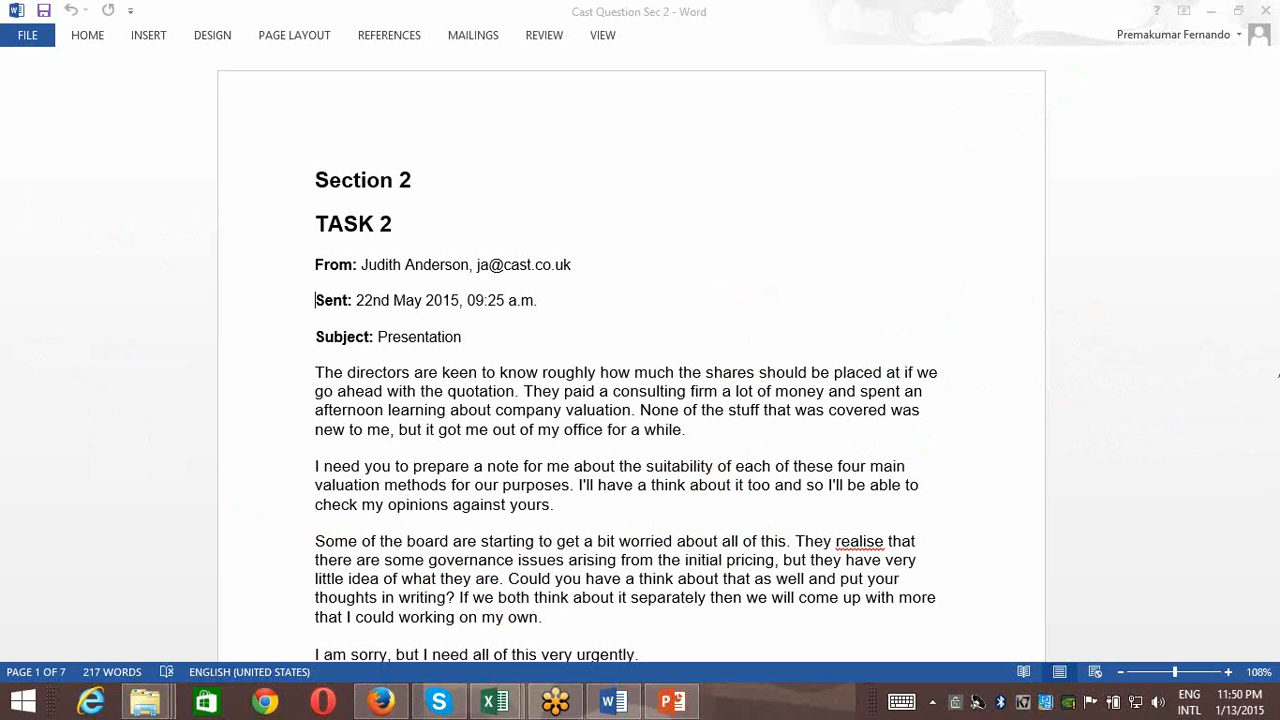 Cast Question Sec 2 - Word
FILE HOME INSERT DESIGN PAGE LAYOUT REFERENCES MAILINGS REVIEW VIEW Premakumar Fernando
Section 2
TASK 2
From: Judith Anderson, ja@cast.co.uk
Sent: 22nd May 2015, 09:25 a.m.
Subject: Presentation
The directors are keen to know roughly how much the shares should be placed at if we
go ahead with the quotation. They paid a consulting firm a lot of money and spent an
afternoon learning about company valuation. None of the stuff that was covered was
new to me, but it got me out of my office for a while.
I need you to prepare a note for me about the suitability of each of these four main
valuation methods for our purposes. I'll have a think about it too and so I'll be able to
check my opinions against yours.
Some of the board are starting to get a bit worried about all of this. They realise that
there are some governance issues arising from the initial pricing, but they have very
little idea of what they are. Could you have a think about that as well and put your
thoughts in writing? If we both think about it separately then we will come up with more
that I could working on my own.
I am sorry, but I need all of this very urgently.
PAGE 1 OF 7 217 WORDS ENGLISH (UNITED STATES) 108%
ENG 11:50 PM
INTL 1/13/2015